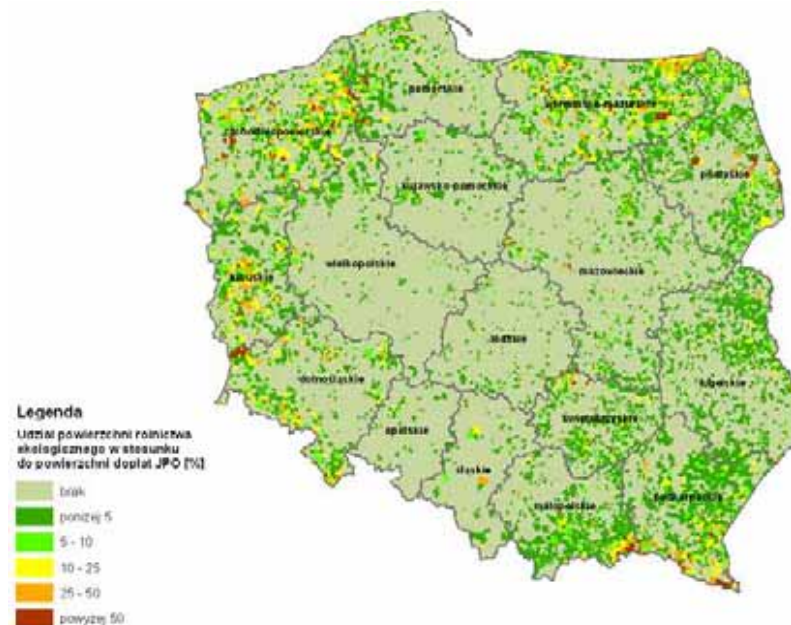 pomorskie
warmińsko-mazurskie
zachodniopomorskie
podlaskie
kujawsko-pomorskie
wielkopolskie
mazowieckie
lubuskie
łódzkie
lubelskie
dolnośląskie
opolskie
świętokrzyskie
śląskie
małopolskie
podkarpackie
Legenda
Udział powierzchni rolnictwa
ekologicznego w stosunku
do powierzchni dopłat JPO [%]
brak
poniżej 5
5 - 10
10 - 25
25 - 50
powyżej 50